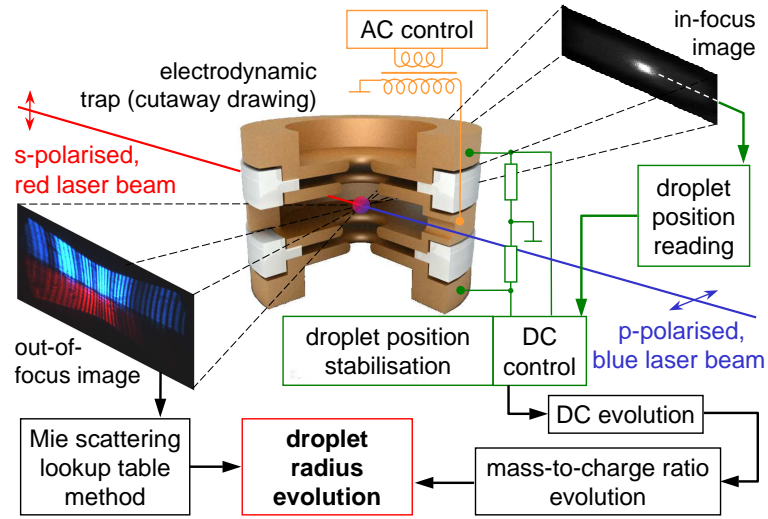 AC control
in-focus
image
electrodynamic
trap (cutaway drawing)
s-polarised,
red laser beam
droplet
position
reading
out-of-
focus image
droplet position
stabilisation
DC
control
p-polarised,
blue laser beam
DC evolution
Mie scattering
lookup table
method
droplet
radius
evolution
mass-to-charge ratio
evolution